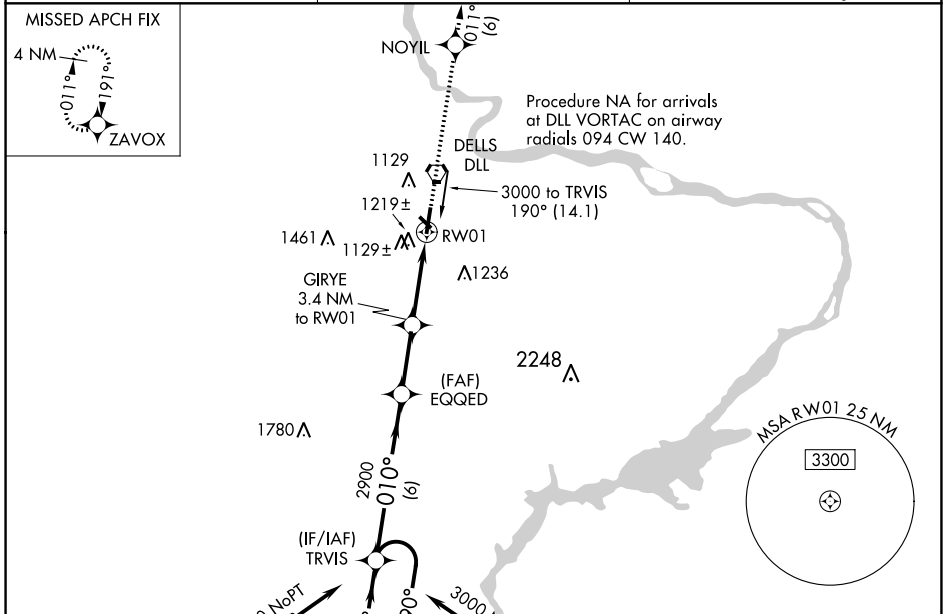 MISSED APCH FIX
4 NM
011°
191°
ZAVOX
011°
(6)
NOYIL
Procedure NA for arrivals
at DLL VORTAC on airway
radials 094 CW 140.
DELLS
DLL
1129
3000 to TRVIS
190° (14.1)
1219±
1461
1129±
RW01
1236
GIRYE
3.4 NM
to RW01
2248
(FAF)
EQQED
1780
MSA RW01 25 NM
3300
2900
010°
(6)
(IF/IAF)
TRVIS
NoPT
3000